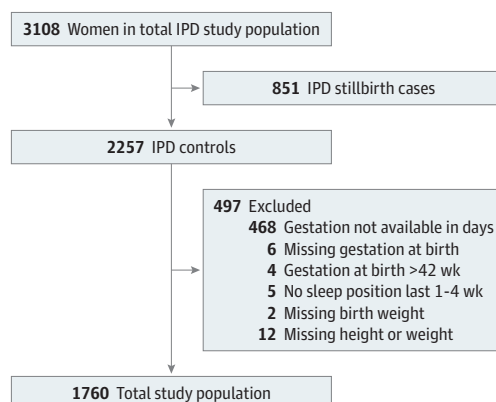 3108 Women in total IPD study population
851 IPD stillbirth cases
2257 IPD controls
497 Excluded
468 Gestation not available in days
6 Missing gestation at birth
4 Gestation at birth >42 wk
5 No sleep position last 1-4 wk
2 Missing birth weight
12 Missing height or weight
1760 Total study population